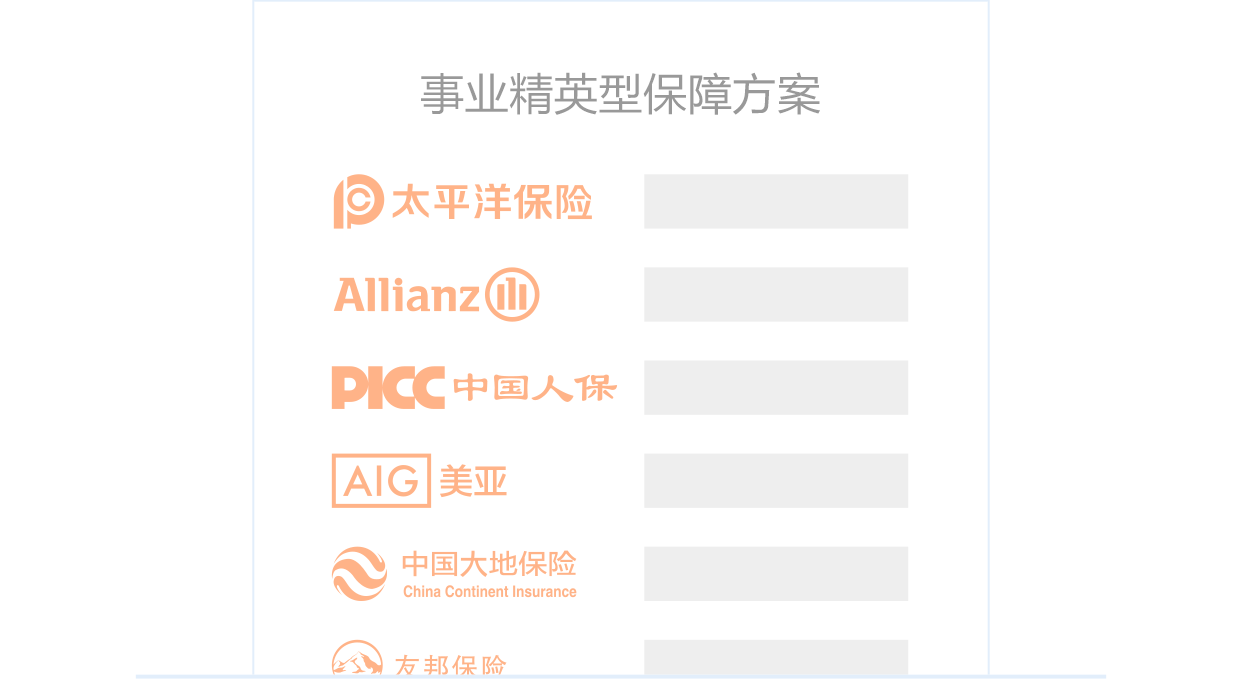 事业精英型保障方案
太平洋保险
Allianz
PICC 中国人保
AIG 美亚
中国大地保险
China Continent Insurance
友邦保险